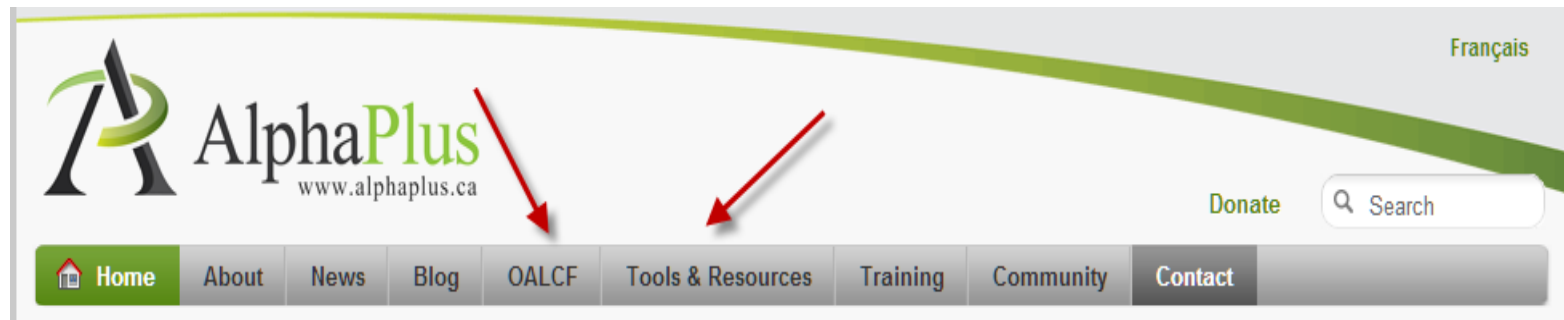 Français
AlphaPlus
www.alphaplus.ca
Donate
Search
Home About News Blog OALCF Tools & Resources Training Community Contact